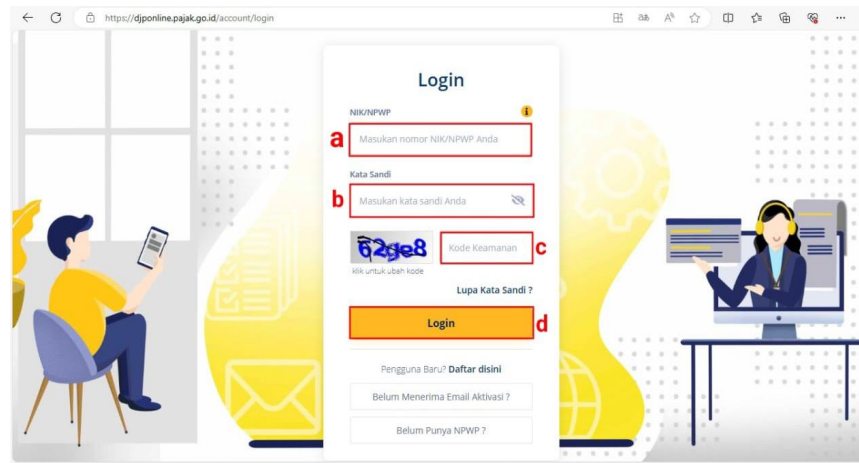 https://djponline.pajak.go.id/account/login
Login
NIK/NPWP
a
Masukan nomor NIK/NPWP Anda
Kata Sandi
b
Masukan kata sandi Anda
62ge8
Kode Keamanan
c
klik untuk ubah kode
Lupa Kata Sandi ?
Login
d
Pengguna Baru? Daftar disini
Belum Menerima Email Aktivasi ?
Belum Punya NPWP ?